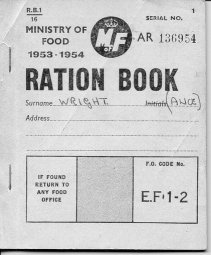 R.B.1
16
1
SERIAL NO.
MINISTRY OF
FOOD
1953-1954
MF
OF
AR 136954
RATION BOOK
Surname WRIGHT Initials
Address
IF FOUND
RETURN TO
ANY FOOD
OFFICE
F.O. CODE No.
E.F.1-2